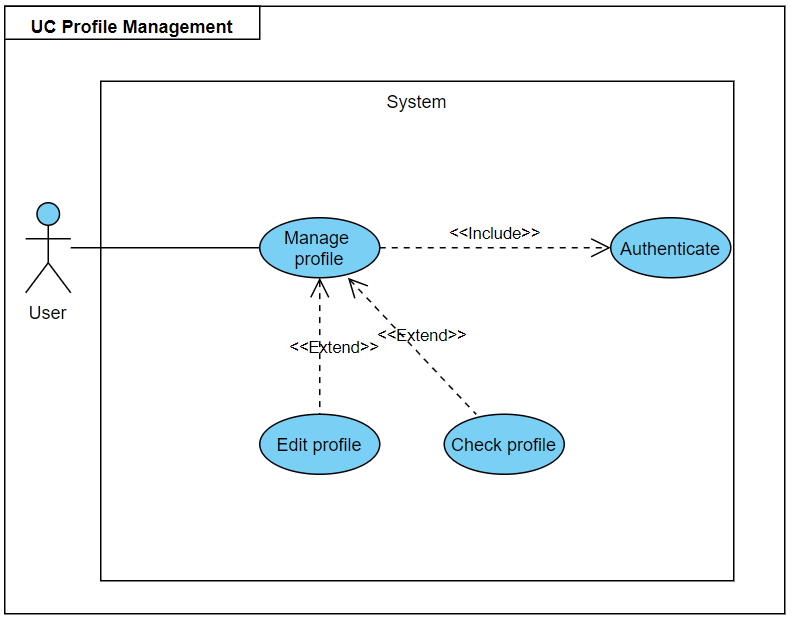 UC Profile Management
System
Manage
profile
<<Include>>
Authenticate
User
<<Extend>>
<<Extend>>
Edit profile
Check profile